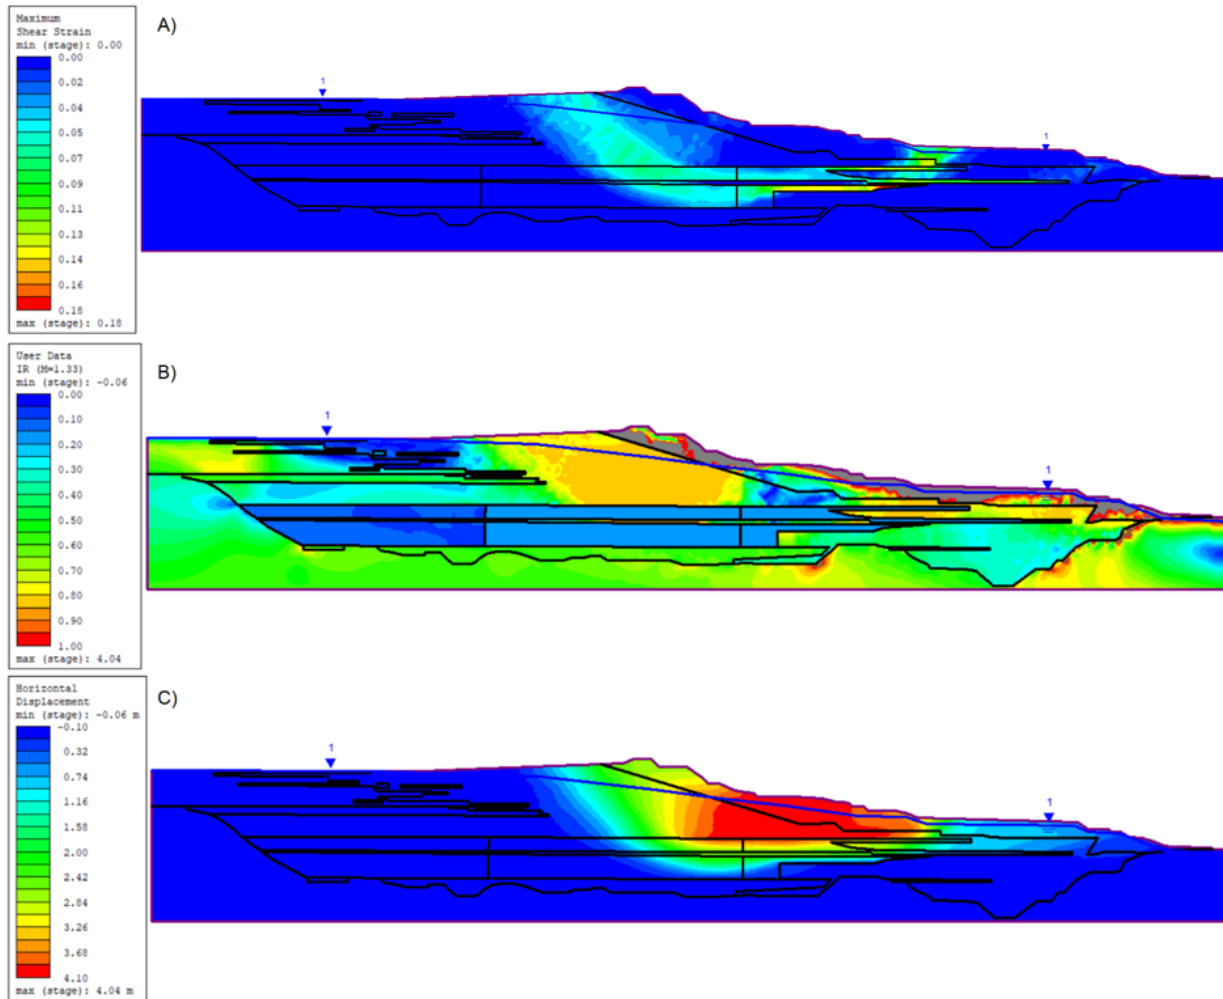 Maximum
Shear Strain
min (stage): 0.00
0.00
0.02
0.04
0.05
0.07
0.09
0.11
0.13
0.14
0.16
0.18
max (stage): 0.18
A)
1
1
User Data
IR (M=1.33)
min (stage): -0.06
0.00
0.10
0.20
0.30
0.40
0.50
0.60
0.70
0.80
0.90
1.00
max (stage): 4.04
B)
1
1
Horizontal
Displacement
min (stage): -0.06 m
-0.10
0.32
0.74
1.16
1.58
2.00
2.42
2.84
3.26
3.68
4.10
max (stage): 4.04 m
C)
1
1